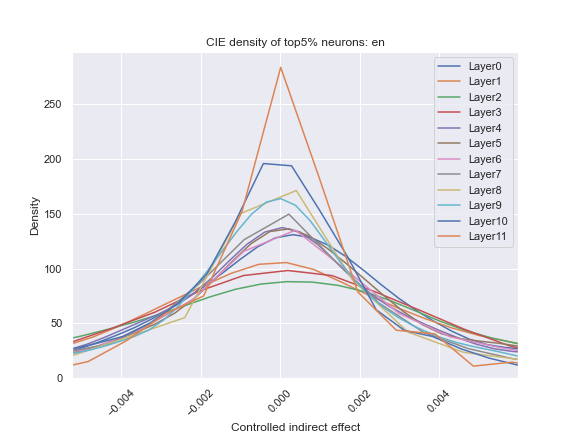 CIE density of top5% neurons: en
Density
250
200
150
100
50
0
-0.004
-0.002
0.000
0.002
0.004
Controlled indirect effect
Layer0
Layer1
Layer2
Layer3
Layer4
Layer5
Layer6
Layer7
Layer8
Layer9
Layer10
Layer11